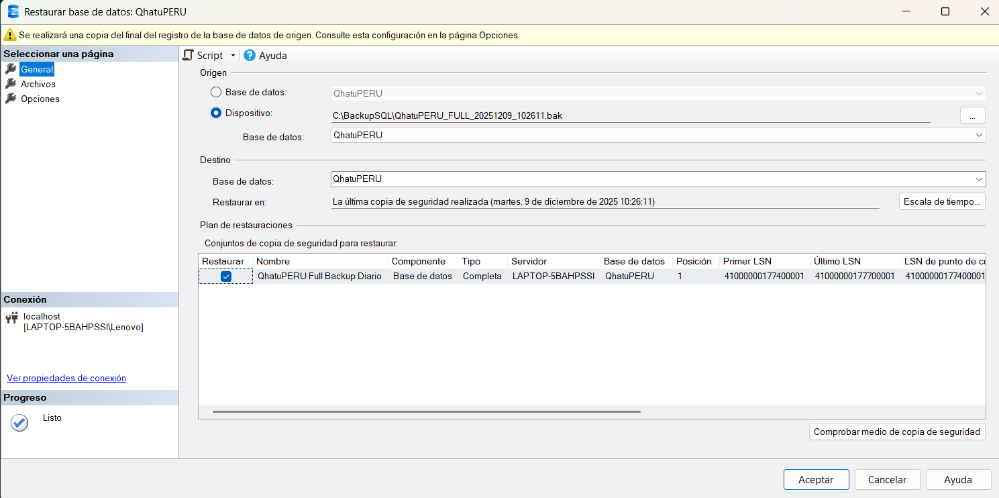 Restaurar base de datos: QhatuPERU
Se realizará una copia del final del registro de la base de datos de origen. Consulte esta configuración en la página Opciones.
Seleccionar una página
General
Archivos
Opciones
Script
Ayuda
Origen
Base de datos: QhatuPERU
Dispositivo: C:\BackupSQL\QhatuPERU_FULL_20251209_102611.bak ...
Base de datos: QhatuPERU
Destino
Base de datos: QhatuPERU
Restaurar en: La última copia de seguridad realizada (martes, 9 de diciembre de 2025 10:26:11) Escala de tiempo...
Plan de restauraciones
Conjuntos de copia de seguridad para restaurar:
Restaurar Nombre Componente Tipo Servidor Base de datos Posición Primer LSN Último LSN LSN de punto de co
QhatuPERU Full Backup Diario Base de datos Completa LAPTOP-5BAHPSSI QhatuPERU 1 41000000177400001 41000000177700001 41000000177400001
Conexión
localhost
[LAPTOP-5BAHPSSI\Lenovo]
Ver propiedades de conexión
Progreso
Listo
Comprobar medio de copia de seguridad
Aceptar Cancelar Ayuda